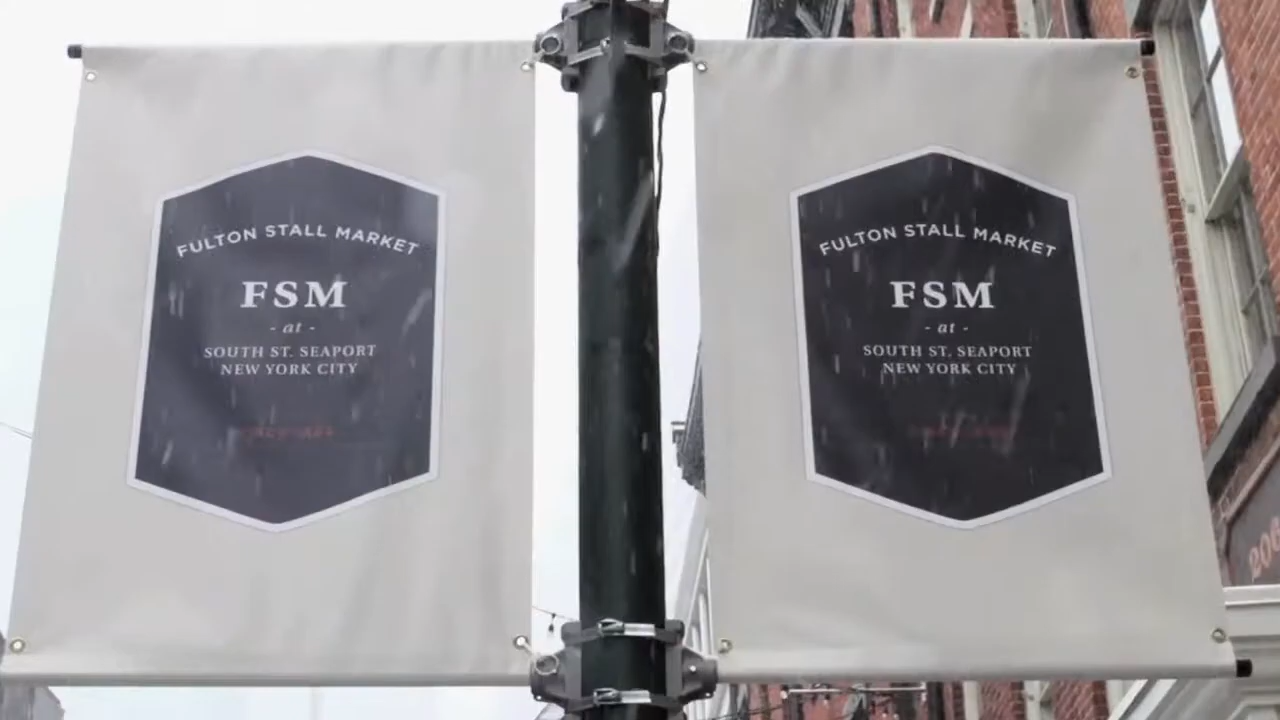 FULTON STALL MARKET
FSM
- at -
SOUTH ST. SEAPORT
NEW YORK CITY
FULTON STALL MARKET
FSM
- at -
SOUTH ST. SEAPORT
NEW YORK CITY